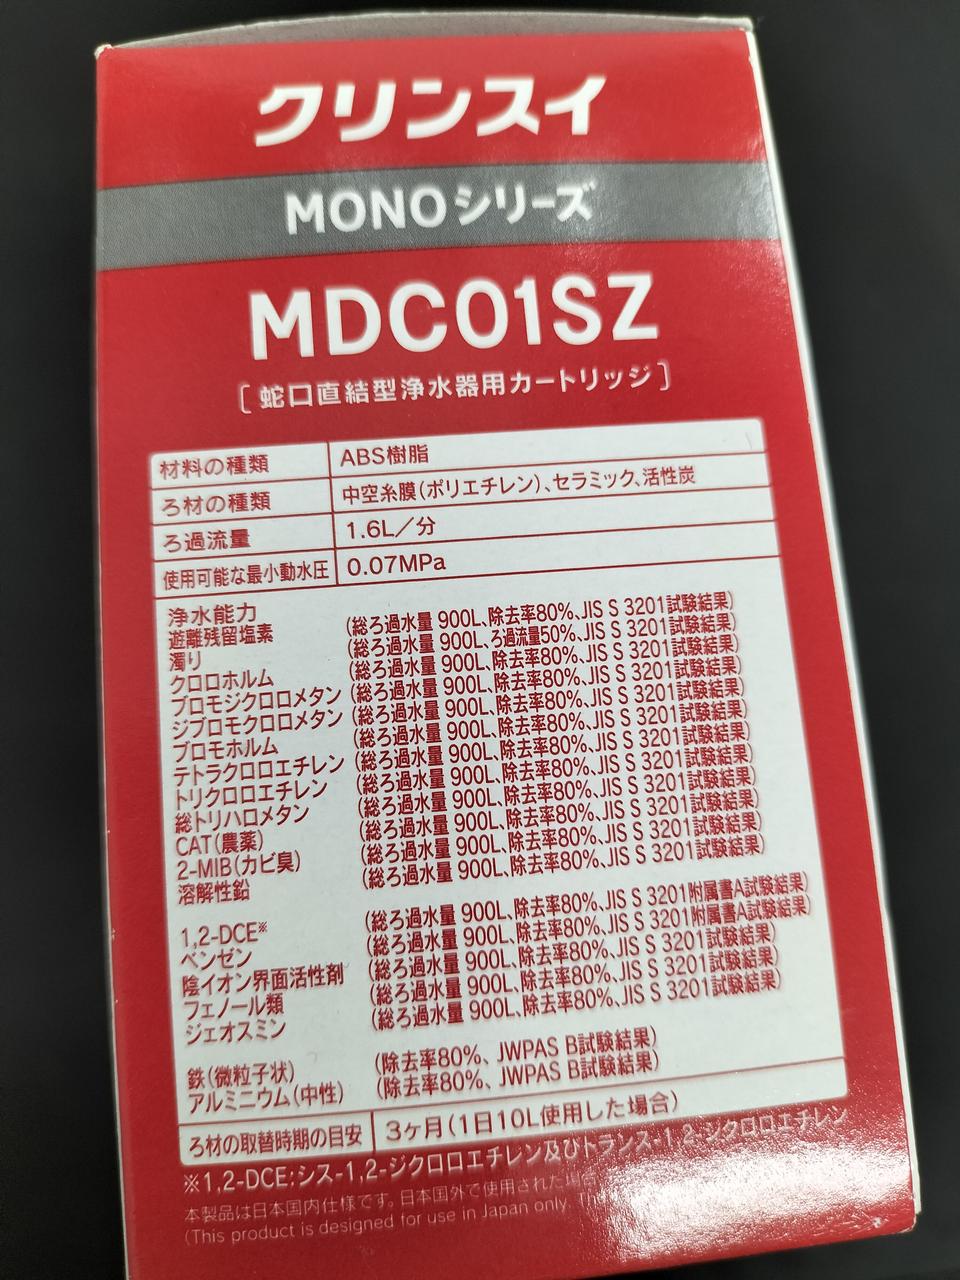 クリンスイ
MONOシリーズ
MDC01SZ
[蛇口直結型浄水器用カートリッジ]
材料の種類 ABS樹脂
ろ材の種類 中空糸膜(ポリエチレン)、セラミック、活性炭
ろ過流量 1.6L/分
使用可能な最小動水圧 0.07MPa
浄水能力
遊離残留塩素 (総ろ過水量 900L、除去率80%、JIS S 3201試験結果)
濁り (総ろ過水量 900L、ろ過流量50%、JIS S 3201試験結果)
クロロホルム (総ろ過水量 900L、除去率80%、JIS S 3201試験結果)
ブロモジクロロメタン (総ろ過水量 900L、除去率80%、JIS S 3201試験結果)
ジブロモクロロメタン (総ろ過水量 900L、除去率80%、JIS S 3201試験結果)
ブロモホルム (総ろ過水量 900L、除去率80%、JIS S 3201試験結果)
テトラクロロエチレン (総ろ過水量 900L、除去率80%、JIS S 3201試験結果)
トリクロロエチレン (総ろ過水量 900L、除去率80%、JIS S 3201試験結果)
総トリハロメタン (総ろ過水量 900L、除去率80%、JIS S 3201試験結果)
CAT(農薬) (総ろ過水量 900L、除去率80%、JIS S 3201試験結果)
2-MIB(カビ臭) (総ろ過水量 900L、除去率80%、JIS S 3201試験結果)
溶解性鉛 (総ろ過水量 900L、除去率80%、JIS S 3201試験結果)
1,2-DCE※ (総ろ過水量 900L、除去率80%、JIS S 3201附属書A試験結果)
ベンゼン (総ろ過水量 900L、除去率80%、JIS S 3201附属書A試験結果)
陰イオン界面活性剤 (総ろ過水量 900L、除去率80%、JIS S 3201試験結果)
フェノール類 (総ろ過水量 900L、除去率80%、JIS S 3201試験結果)
ジェオスミン (総ろ過水量 900L、除去率80%、JIS S 3201試験結果)
鉄(微粒子状) (除去率80%、JWPAS B試験結果)
アルミニウム(中性) (除去率80%、JWPAS B試験結果)
ろ材の取替時期の目安 3ヶ月(1日10L使用した場合)
※1,2-DCE:シス-1,2-ジクロロエチレン及びトランス-1,2-ジクロロエチレン
本製品は日本国内仕様です。日本国外で使用された場合
(This product is designed for use in Japan only.